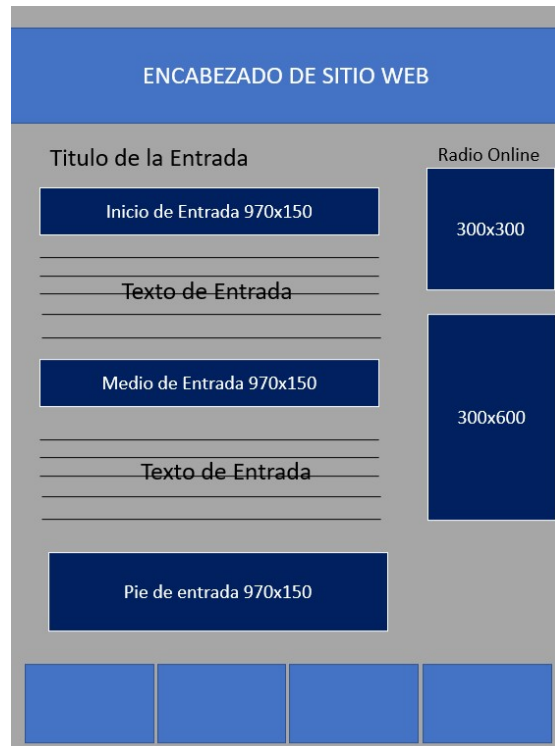 ENCABEZADO DE SITIO WEB
Titulo de la Entrada
Inicio de Entrada 970x150
Texto de Entrada
Medio de Entrada 970x150
Texto de Entrada
Pie de entrada 970x150
Radio Online
300x300
300x600